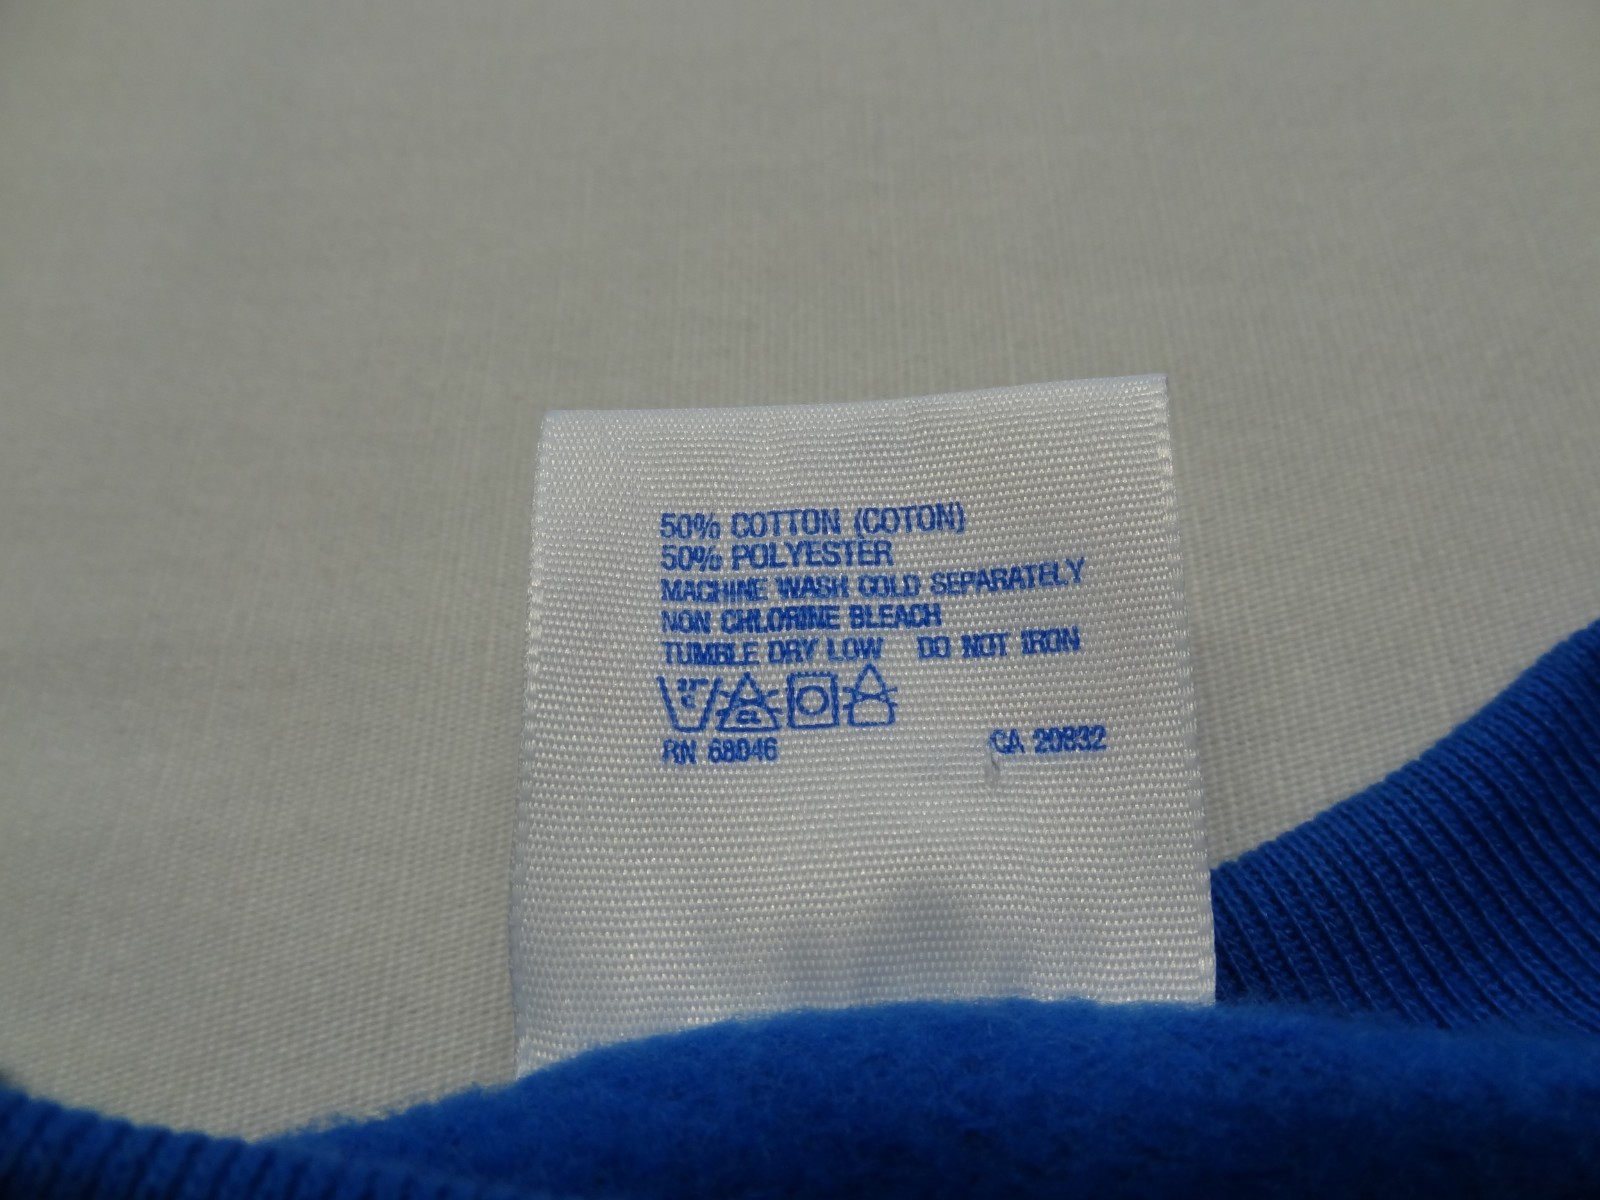 50% COTTON (COTON)
50% POLYESTER
MACHINE WASH COLD SEPARATELY
NON CHLORINE BLEACH
TUMBLE DRY LOW DO NOT IRON
CL
RN 68046 CA 20832